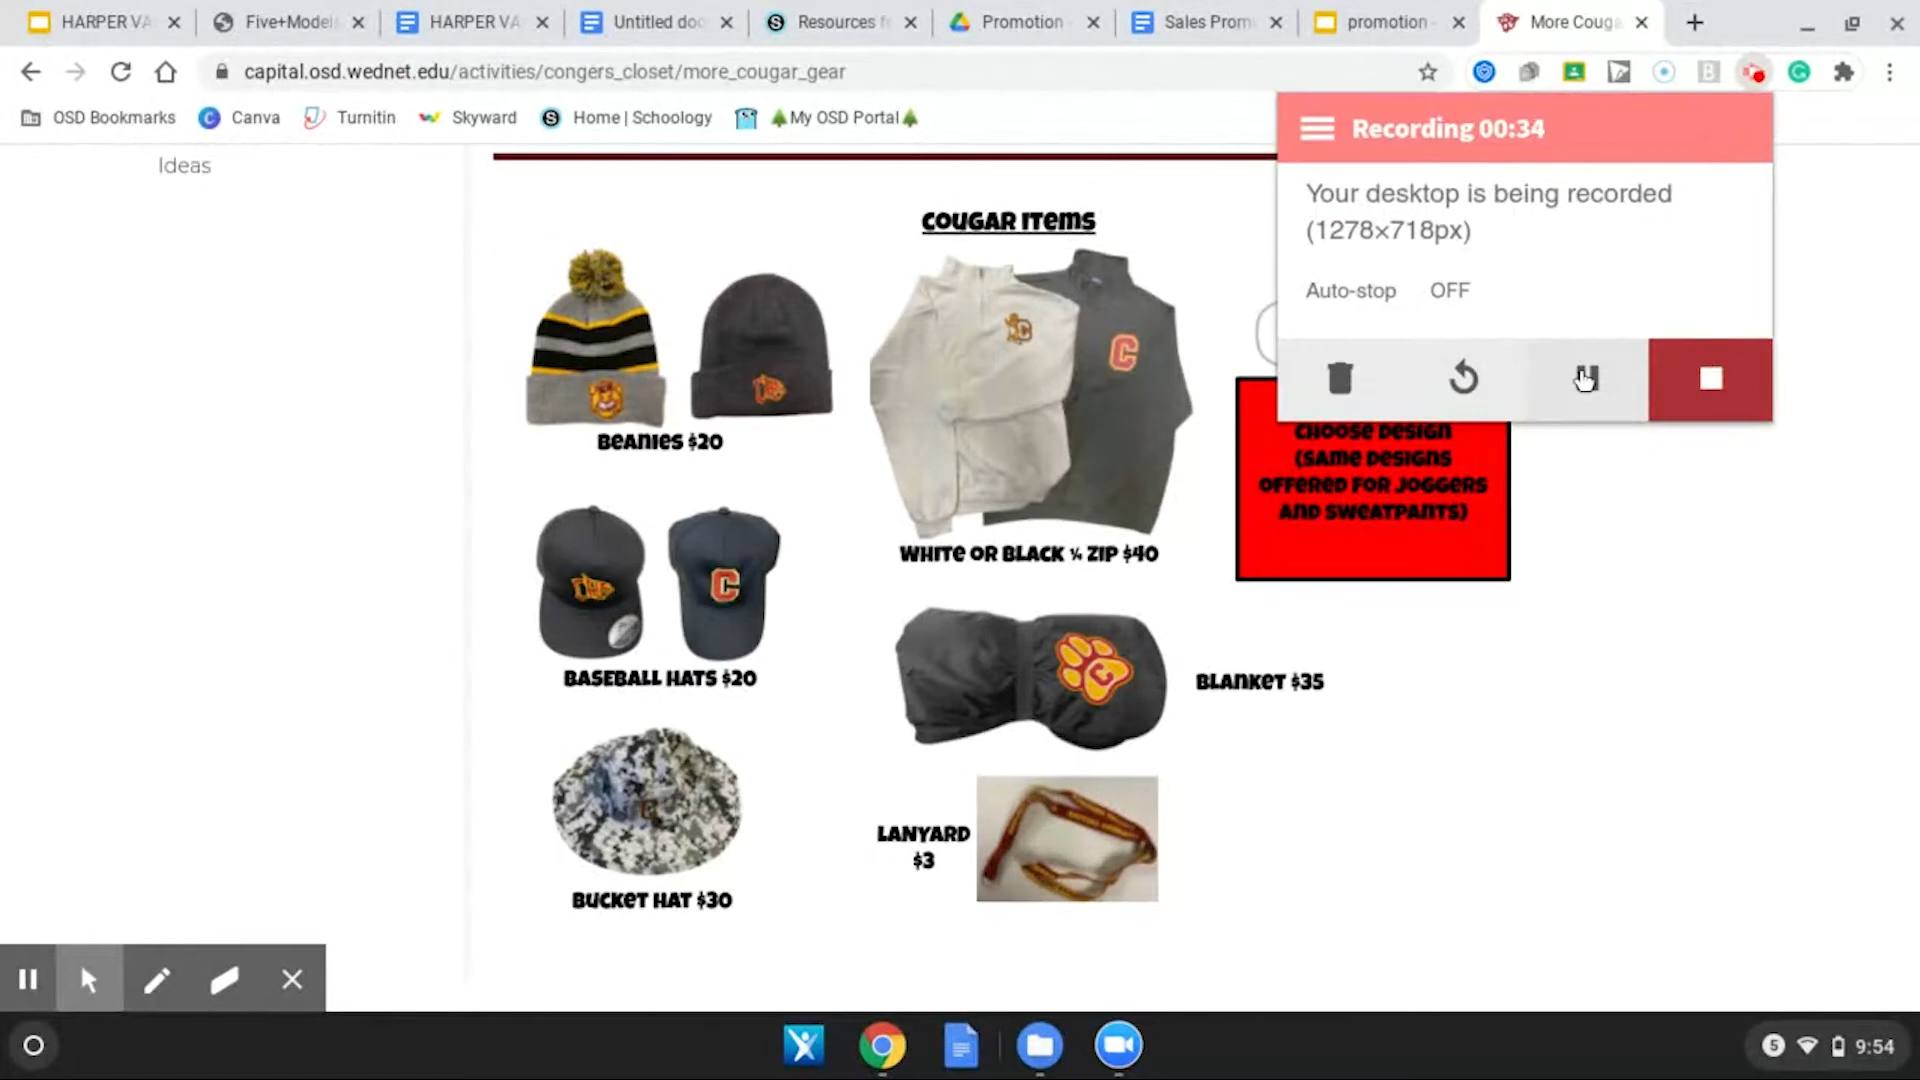 HARPER VA
Five+Model
HARPER VA
Untitled doc
Resources f
Promotion
Sales Prom
promotion -
More Couga
capital.osd.wednet.edu/activities/congers_closet/more_cougar_gear
OSD Bookmarks
Canva
Turnitin
Skyward
Home | Schoology
My OSD Portal
Recording 00:34
Your desktop is being recorded
(1278×718px)
Auto-stop OFF
Ideas
COUGAR ITEMS
BEANIES $20
BASEBALL HATS $20
BUCKET HAT $30
WHITE OR BLACK ¼ ZIP $40
CHOOSE DESIGN
(SAME DESIGNS
OFFERED FOR JOGGERS
AND SWEATPANTS)
BLANKET $35
LANYARD
$3
C
C
C
5
9:54